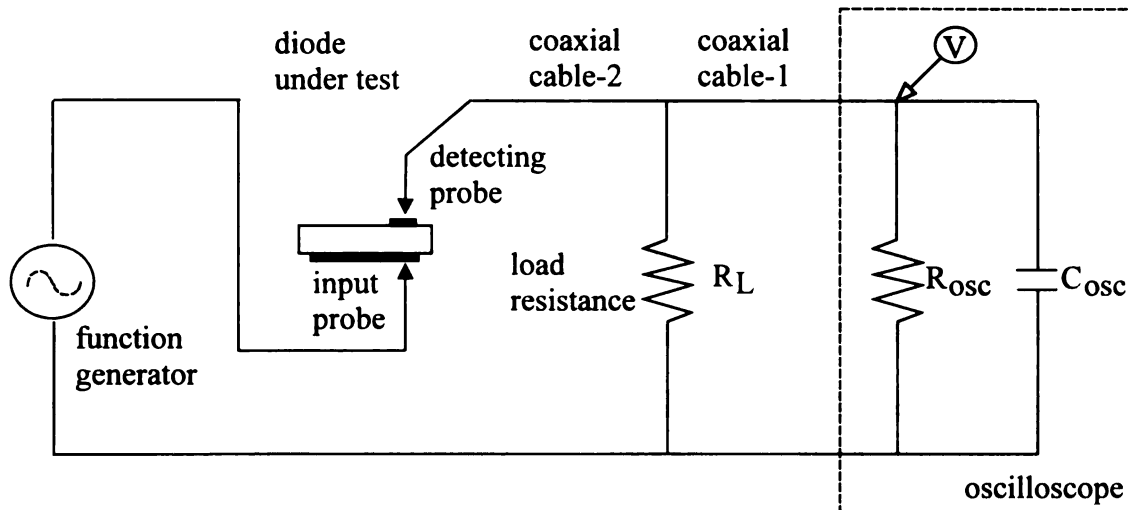 diode
under test
coaxial
cable-2
coaxial
cable-1
V
detecting
probe
input
probe
function
generator
load
resistance
R_L
R_osc
C_osc
oscilloscope